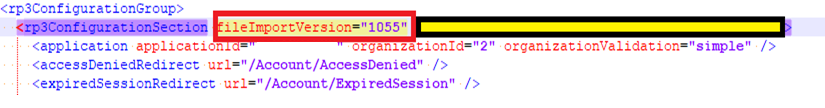 <rp3ConfigurationGroup>
<rp3ConfigurationSection fileImportVersion="1055" >
<application applicationId="          " organizationId="2" organizationValidation="simple" />
<accessDeniedRedirect url="/Account/AccessDenied" />
<expiredSessionRedirect url="/Account/ExpiredSession" />